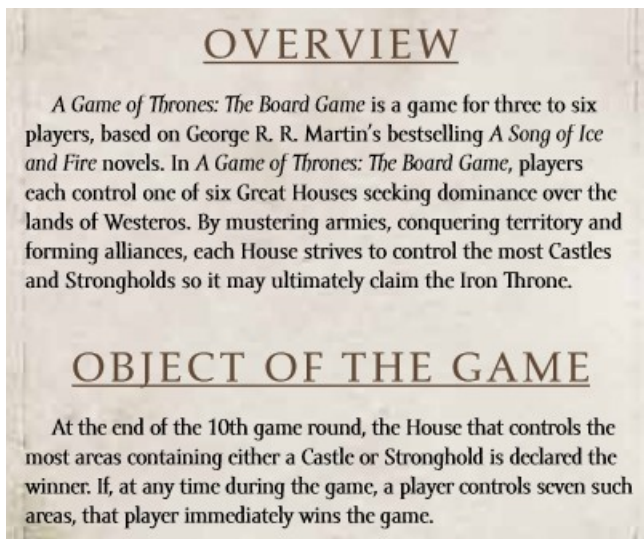 OVERVIEW
A Game of Thrones: The Board Game is a game for three to six
players, based on George R. R. Martin's bestselling A Song of Ice
and Fire novels. In A Game of Thrones: The Board Game, players
each control one of six Great Houses seeking dominance over the
lands of Westeros. By mustering armies, conquering territory and
forming alliances, each House strives to control the most Castles
and Strongholds so it may ultimately claim the Iron Throne.
OBJECT OF THE GAME
At the end of the 10th game round, the House that controls the
most areas containing either a Castle or Stronghold is declared the
winner. If, at any time during the game, a player controls seven such
areas, that player immediately wins the game.